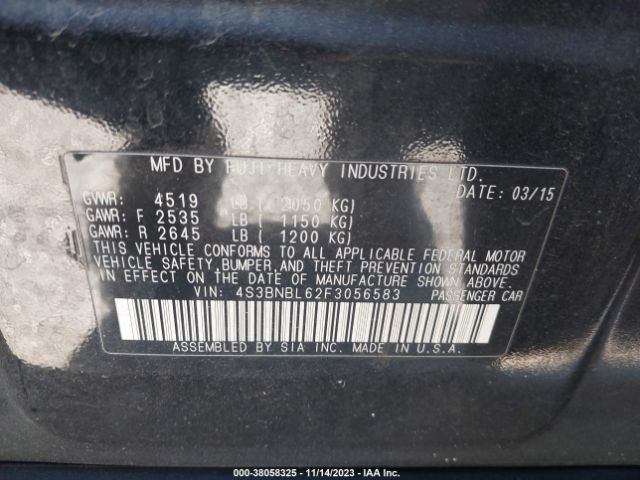 MFD BY FUJI HEAVY INDUSTRIES LTD.
DATE: 03/15
GVWR: 4519 LB ( 2050 KG)
GAWR: F 2535 LB ( 1150 KG)
GAWR: R 2645 LB ( 1200 KG)
THIS VEHICLE CONFORMS TO ALL APPLICABLE FEDERAL MOTOR
VEHICLE SAFETY,BUMPER,AND THEFT PREVENTION STANDARDS
IN EFFECT ON THE DATE OF MANUFACTURE SHOWN ABOVE.
VIN: 4S3BNBL62F3056583 PASSENGER CAR
ASSEMBLED BY SIA INC. MADE IN U.S.A.
000-38058325 - 11/14/2023 - IAA Inc.